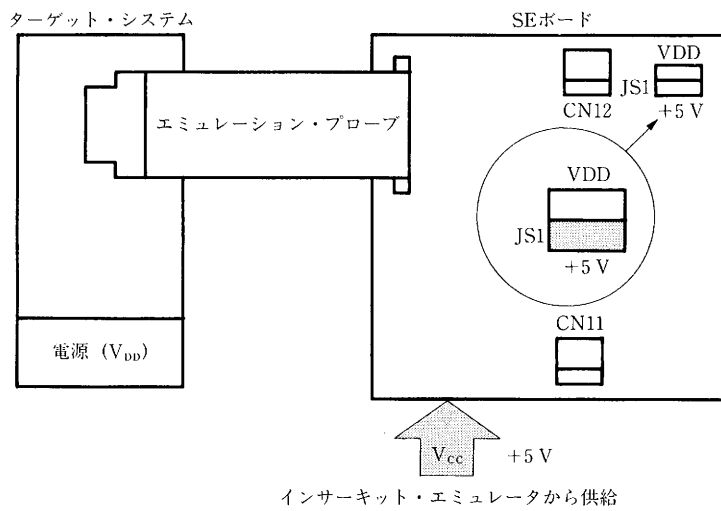 ターゲット・システム
SEボード
VDD
JS1
CN12
+5 V
エミュレーション・プローブ
VDD
JS1
+5 V
CN11
電源 (VDD)
VCC
+5 V
インサーキット・エミュレータから供給